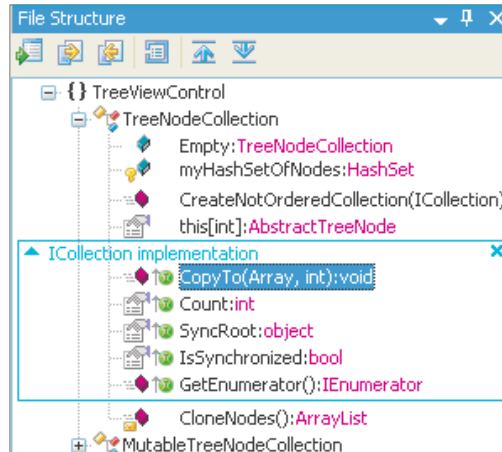 File Structure
{} TreeViewControl
TreeNodeCollection
Empty:TreeNodeCollection
myHashSetOfNodes:HashSet
CreateNotOrderedCollection(ICollection)
this[int]:AbstractTreeNode
ICollection implementation
CopyTo(Array, int):void
Count:int
SyncRoot:object
IsSynchronized:bool
GetEnumerator():IEnumerator
CloneNodes():ArrayList
MutableTreeNodeCollection